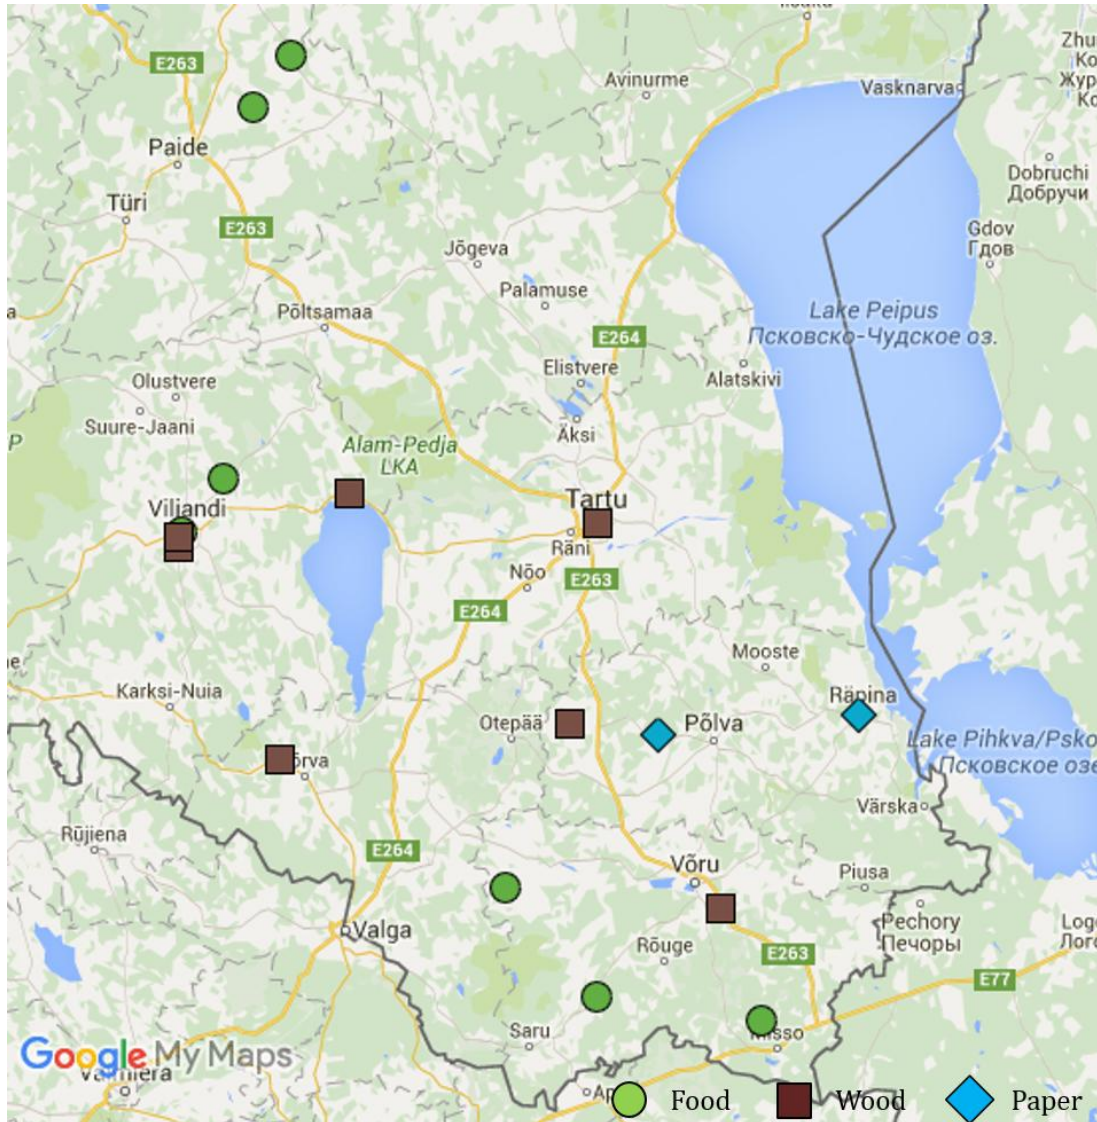 Iisaku
E263
Avinurme
Vasknarva
Paide
Dobruchi
Добручи
Türi
E263
Gdov
Гдов
Jõgeva
Palamuse
Põltsamaa
Lake Peipus
Псковско-Чудское оз.
E264
Elistvere
Alatskivi
Olustvere
Suure-Jaani
Äksi
Alam-Pedja
LKA
Viljandi
Tartu
Räni
Nõo
E263
E264
Mooste
Karksi-Nuia
Räpina
Otepää
Põlva
Lake Pihkva/Psko
Псковское озе
Värska
Rūjiena
E264
Võru
Piusa
Valga
Pechory
Печоры
Rõuge
E263
E77
Saru
Misso
Google My Maps
Valmiera
Food
Wood
Paper